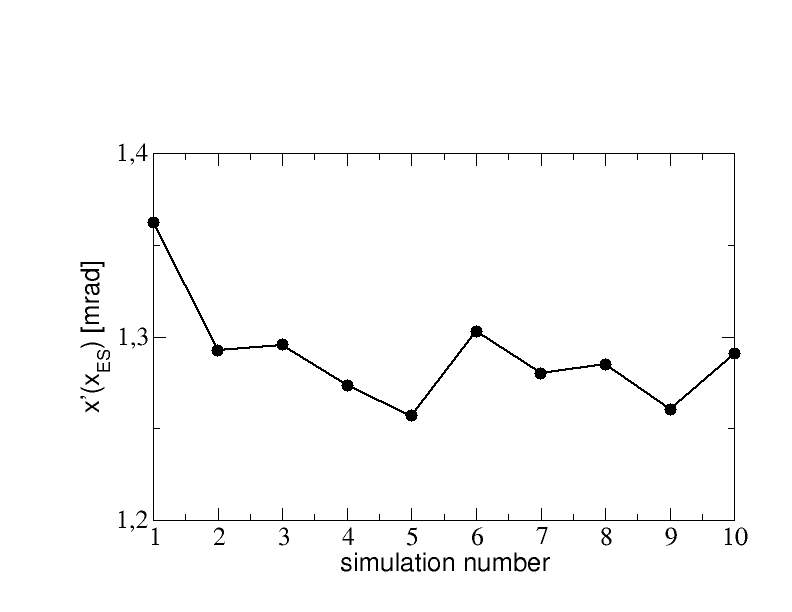 1,4
1,3
1,2
x'(x_ES) [mrad]
1 2 3 4 5 6 7 8 9 10
simulation number